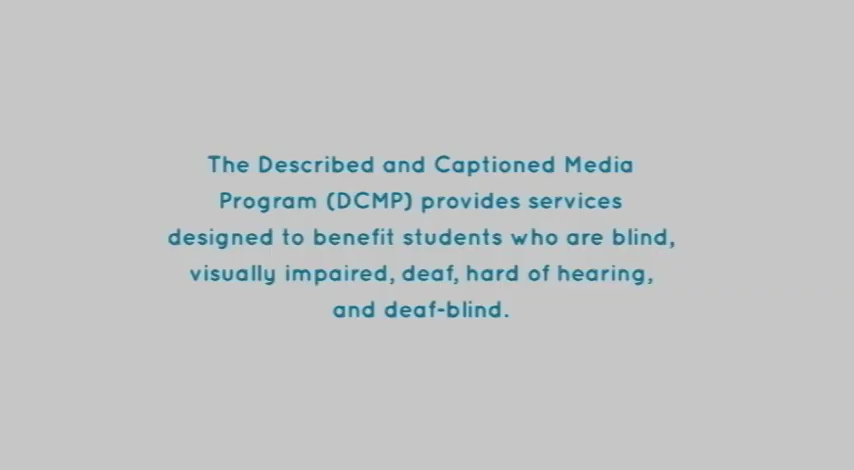 The Described and Captioned Media
Program (DCMP) provides services
designed to benefit students who are blind,
visually impaired, deaf, hard of hearing,
and deaf-blind.